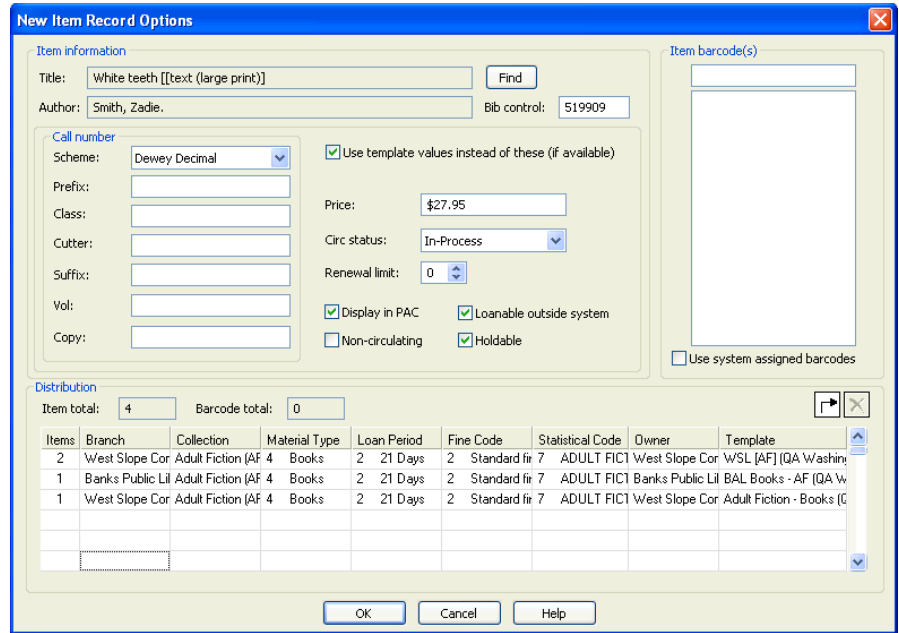 New Item Record Options
Item information
Title: White teeth [[text (large print)] Find
Author: Smith, Zadie. Bib control: 519909
Item barcode(s)
Call number
Scheme: Dewey Decimal
Prefix:
Class:
Cutter:
Suffix:
Vol:
Copy:
Use template values instead of these (if available)
Price: $27.95
Circ status: In-Process
Renewal limit: 0
Display in PAC Loanable outside system
Non-circulating Holdable
Use system assigned barcodes
Distribution
Item total: 4 Barcode total: 0
Items Branch Collection Material Type Loan Period Fine Code Statistical Code Owner Template
2 West Slope Cor Adult Fiction (AF 4 Books 2 21 Days 2 Standard fir 7 ADULT FICT West Slope Cor WSL [AF] (QA Washing
1 Banks Public Lil Adult Fiction (AF 4 Books 2 21 Days 2 Standard fir 7 ADULT FICT Banks Public Lil BAL Books - AF (QA W
1 West Slope Cor Adult Fiction (AF 4 Books 2 21 Days 2 Standard fir 7 ADULT FICT West Slope Cor Adult Fiction - Books (Q
OK Cancel Help